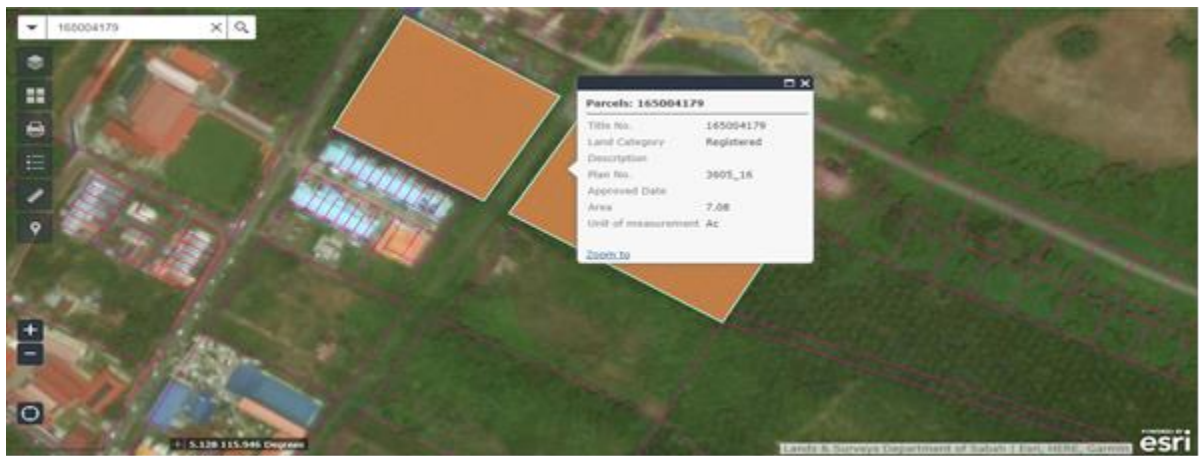 165004179
Parcels: 165004179
Title No. 165004179
Land Category Registered
Description
Plan No. 3605_16
Approved Date
Area 7.08
Unit of measurement Ac
Zoom to
5.128 115.946 Degrees
Lands & Surveys Department of Sabah | Esri, HERE, Garmin
POWERED BY
esri